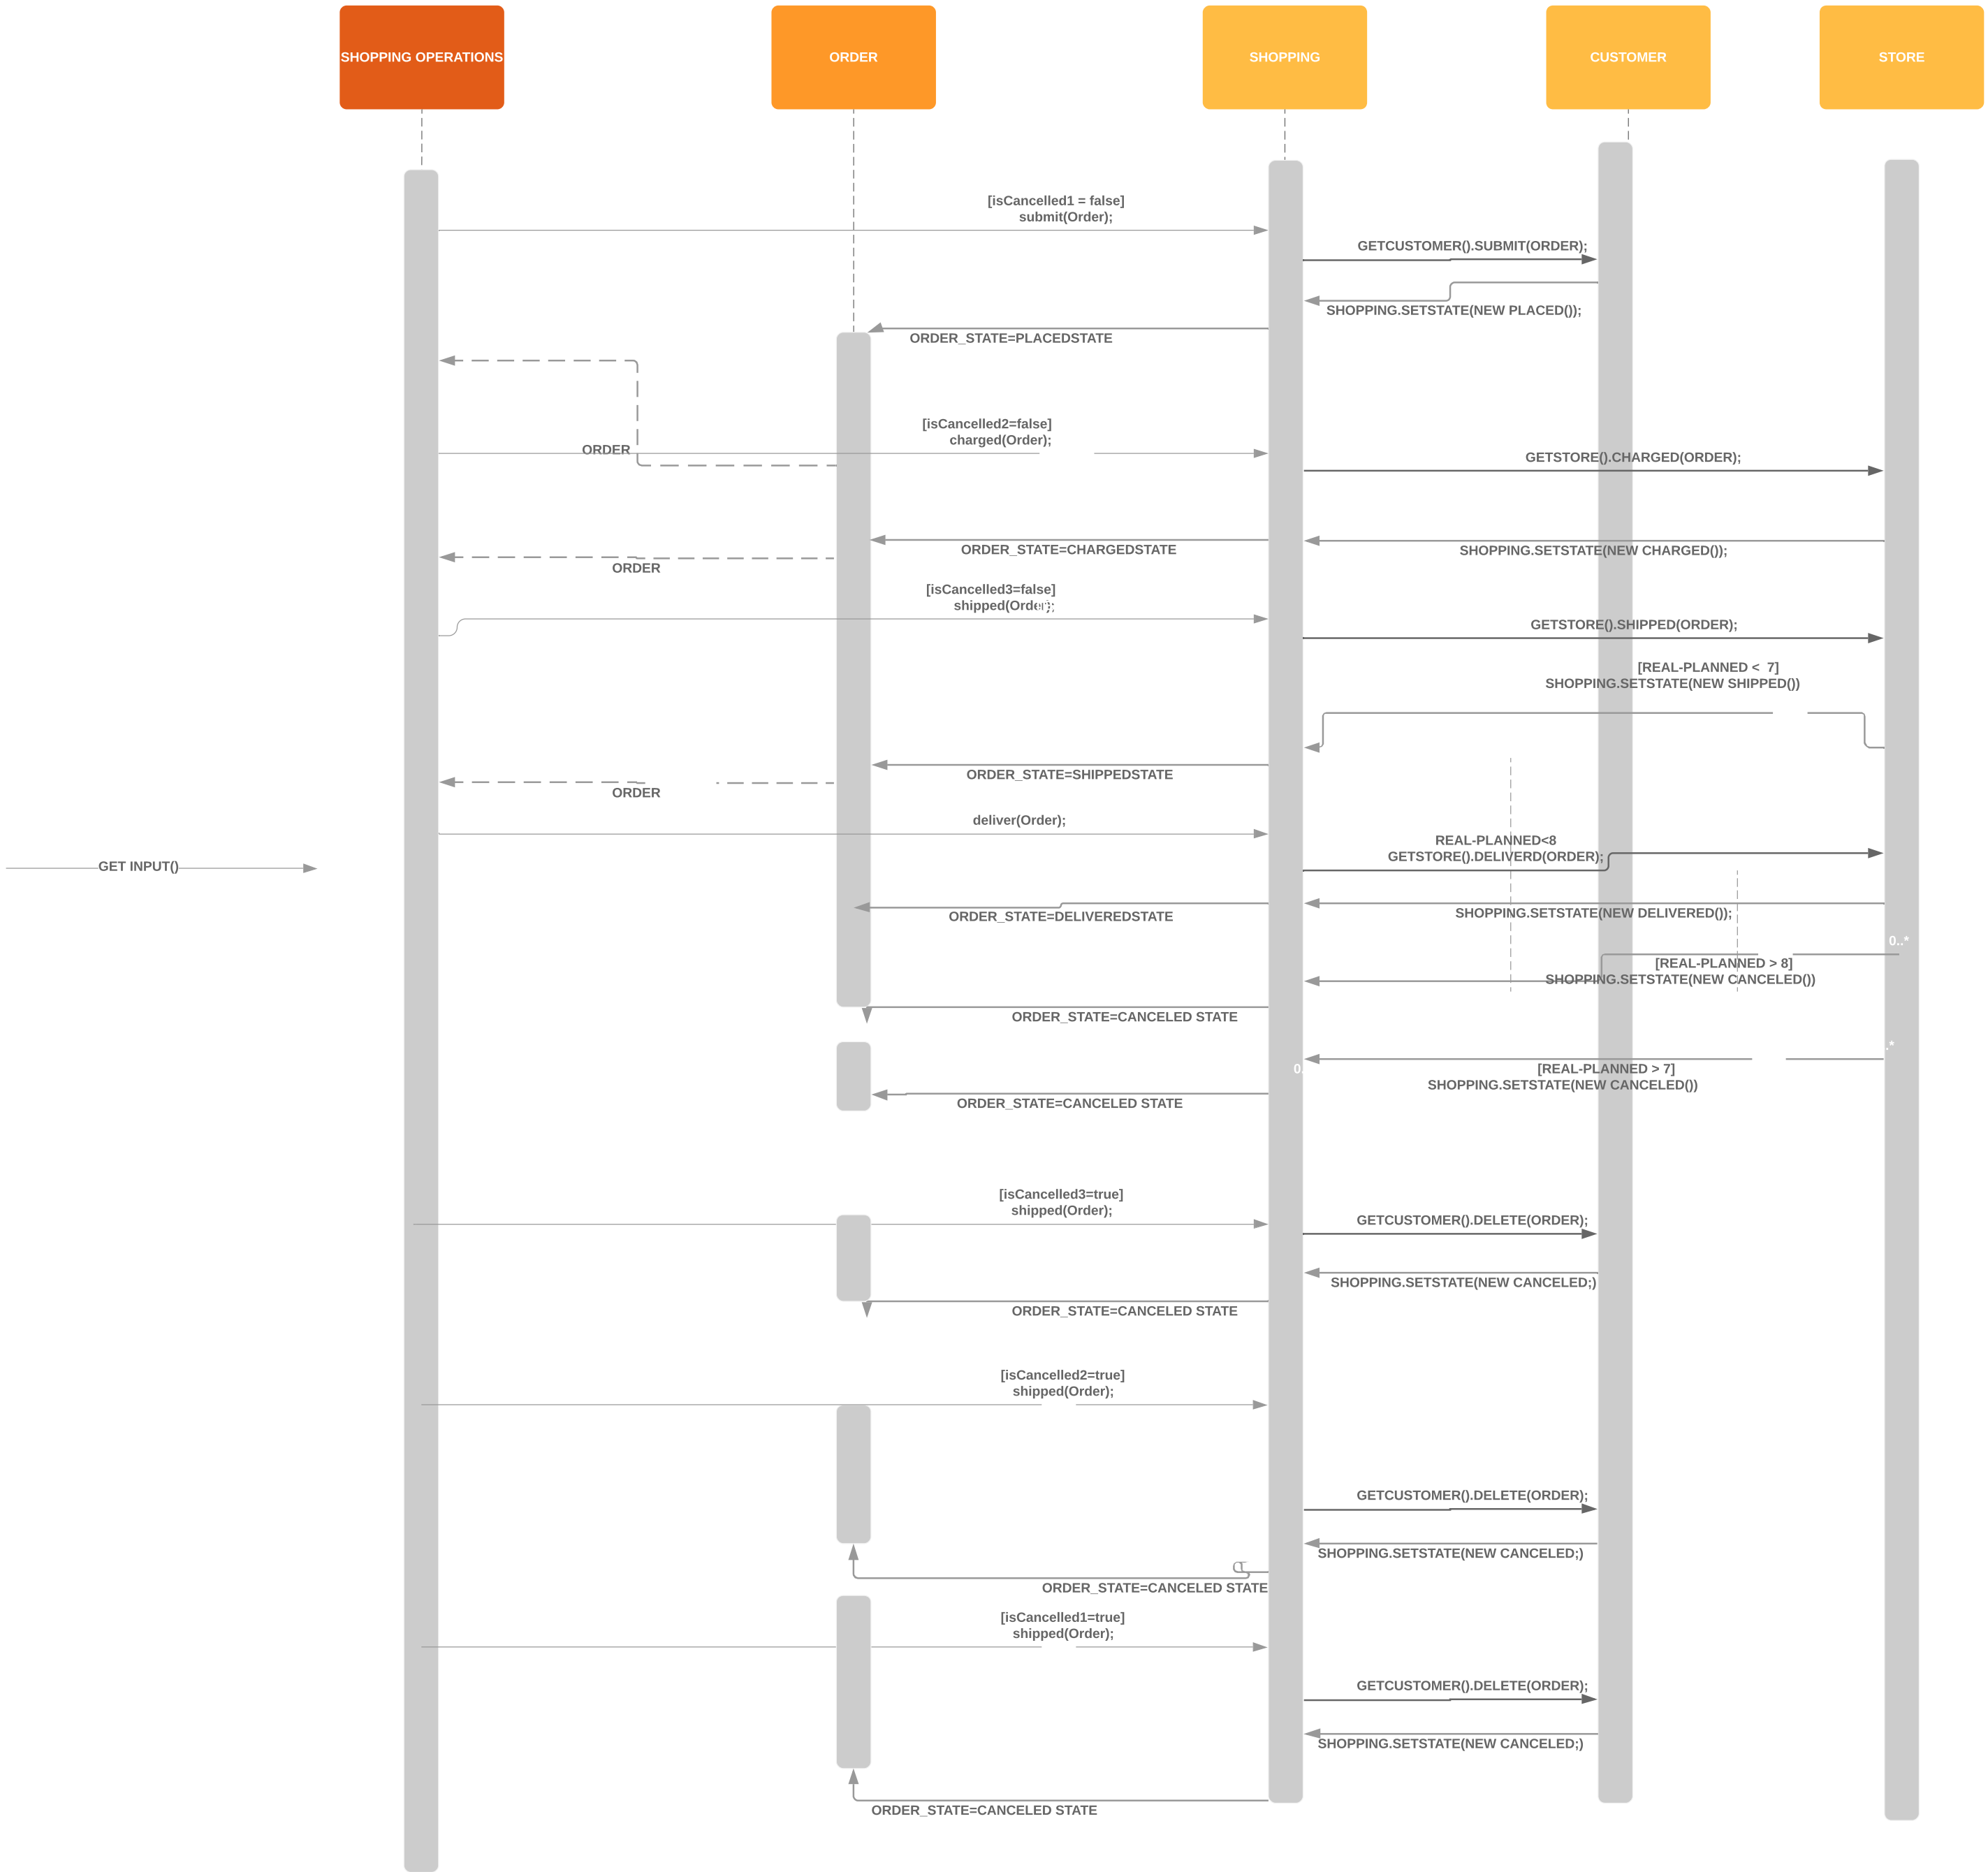 SHOPPING OPERATIONS
ORDER
SHOPPING
CUSTOMER
STORE
[isCancelled1 = false]
submit(Order);
GETCUSTOMER().SUBMIT(ORDER);
SHOPPING.SETSTATE(NEW PLACED());
ORDER_STATE=PLACEDSTATE
[isCancelled2=false]
charged(Order);
ORDER
GETSTORE().CHARGED(ORDER);
ORDER_STATE=CHARGEDSTATE
SHOPPING.SETSTATE(NEW CHARGED());
ORDER
[isCancelled3=false]
shipped(Order);
GETSTORE().SHIPPED(ORDER);
[REAL-PLANNED < 7]
SHOPPING.SETSTATE(NEW SHIPPED())
ORDER_STATE=SHIPPEDSTATE
ORDER
deliver(Order);
REAL-PLANNED<8
GETSTORE().DELIVERD(ORDER);
GET INPUT()
ORDER_STATE=DELIVEREDSTATE
SHOPPING.SETSTATE(NEW DELIVERED());
0..*
[REAL-PLANNED > 8]
SHOPPING.SETSTATE(NEW CANCELED())
ORDER_STATE=CANCELED STATE
.*
0.
[REAL-PLANNED > 7]
SHOPPING.SETSTATE(NEW CANCELED())
ORDER_STATE=CANCELED STATE
[isCancelled3=true]
shipped(Order);
GETCUSTOMER().DELETE(ORDER);
SHOPPING.SETSTATE(NEW CANCELED;)
ORDER_STATE=CANCELED STATE
[isCancelled2=true]
shipped(Order);
GETCUSTOMER().DELETE(ORDER);
SHOPPING.SETSTATE(NEW CANCELED;)
ORDER_STATE=CANCELED STATE
[isCancelled1=true]
shipped(Order);
GETCUSTOMER().DELETE(ORDER);
SHOPPING.SETSTATE(NEW CANCELED;)
ORDER_STATE=CANCELED STATE